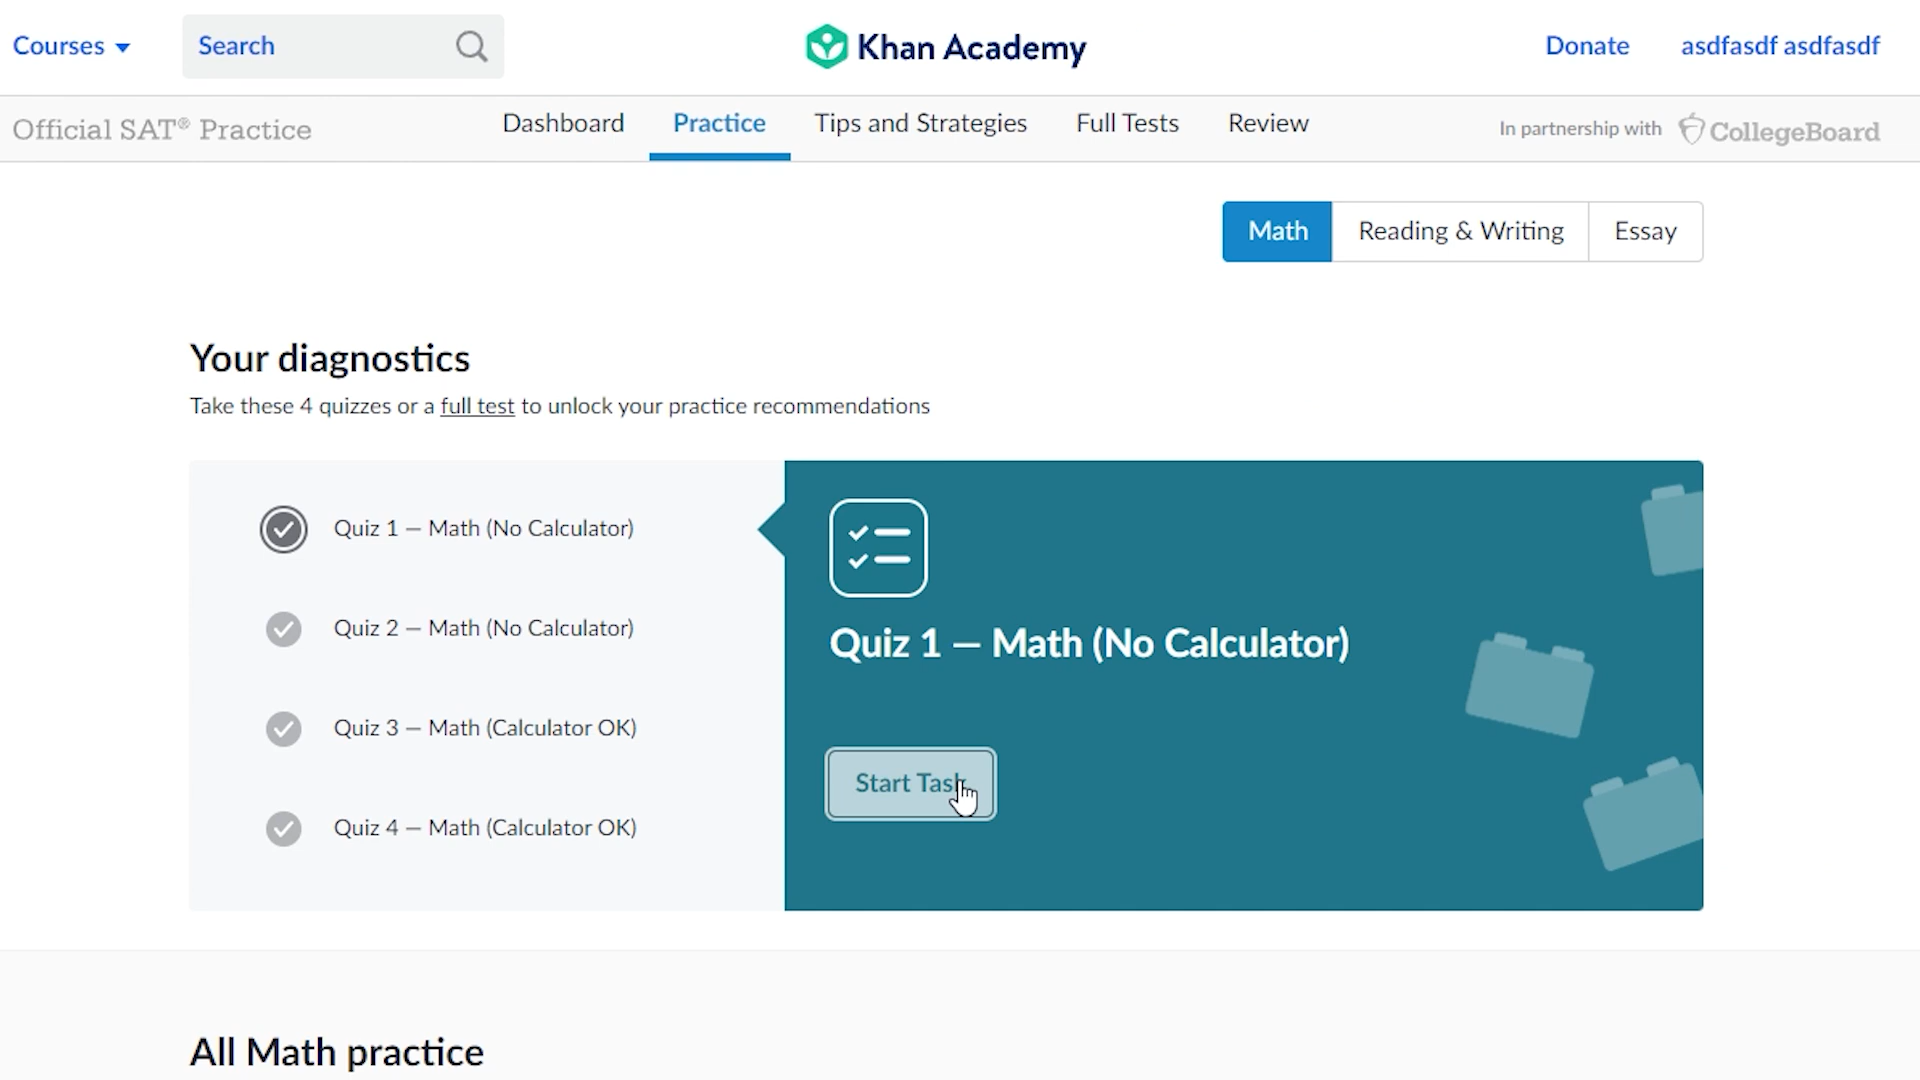 Courses
Search
Khan Academy
Donate
asdfasdf asdfasdf
Official SAT® Practice
Dashboard
Practice
Tips and Strategies
Full Tests
Review
In partnership with
CollegeBoard
Math
Reading & Writing
Essay
Your diagnostics
Take these 4 quizzes or a full test to unlock your practice recommendations
Quiz 1 — Math (No Calculator)
Quiz 2 — Math (No Calculator)
Quiz 3 — Math (Calculator OK)
Quiz 4 — Math (Calculator OK)
Quiz 1 — Math (No Calculator)
Start Task
All Math practice